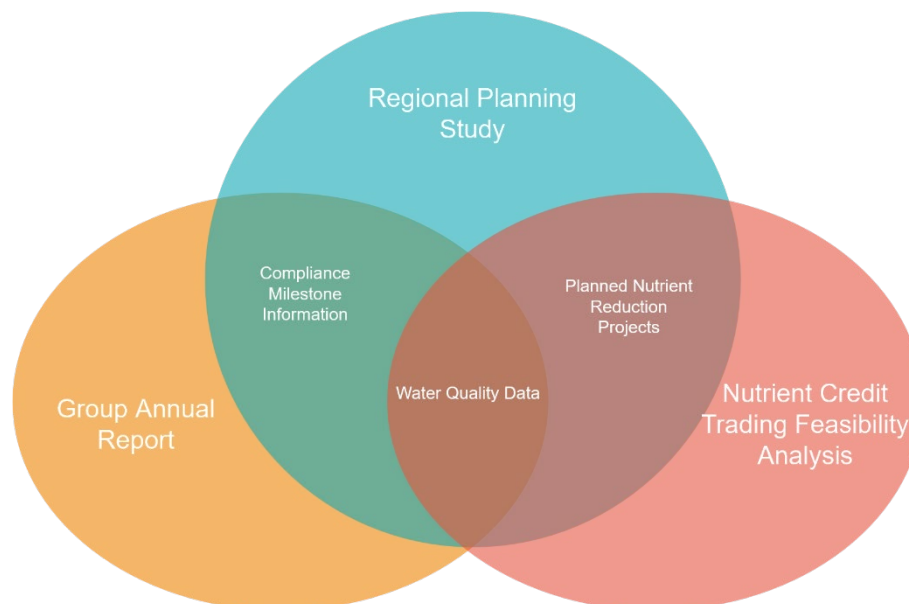 Regional Planning
Study
Compliance
Milestone
Information
Planned Nutrient
Reduction
Projects
Water Quality Data
Group Annual
Report
Nutrient Credit
Trading Feasibility
Analysis